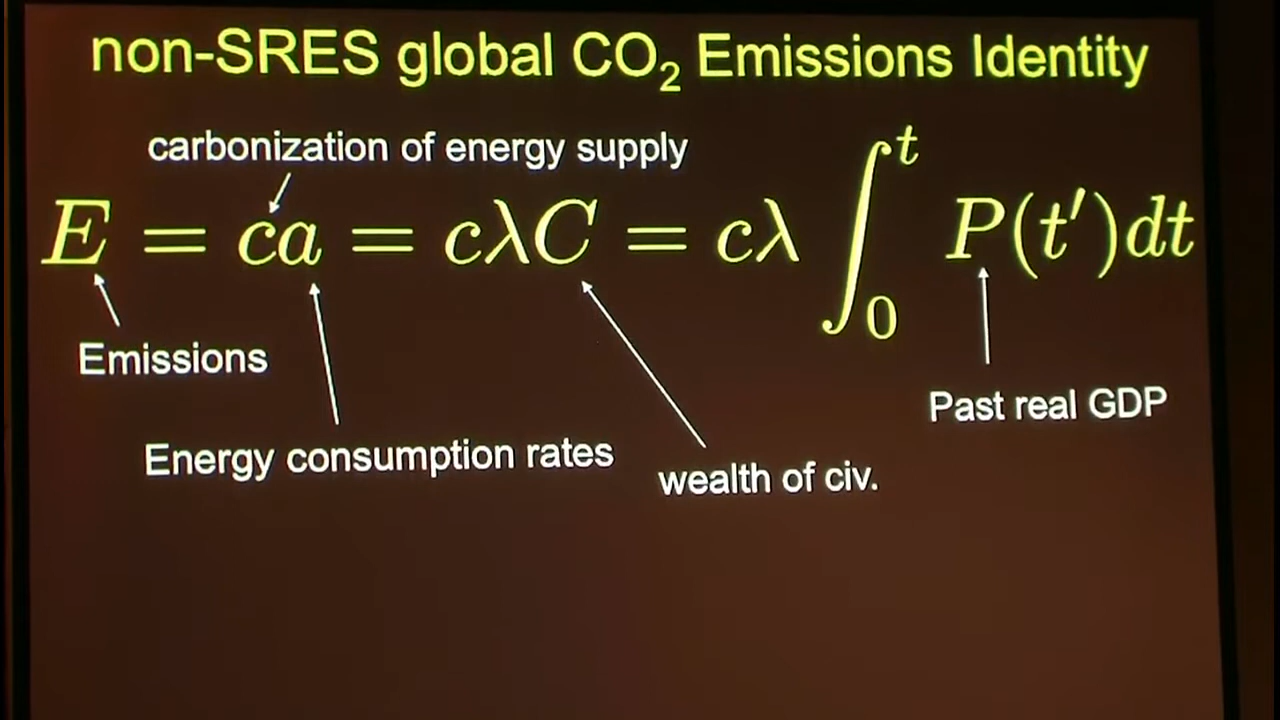 non-SRES global CO₂ Emissions Identity
carbonization of energy supply
E = ca = cλC = cλ ∫₀ᵗ P(t′)dt
Emissions
Past real GDP
Energy consumption rates
wealth of civ.